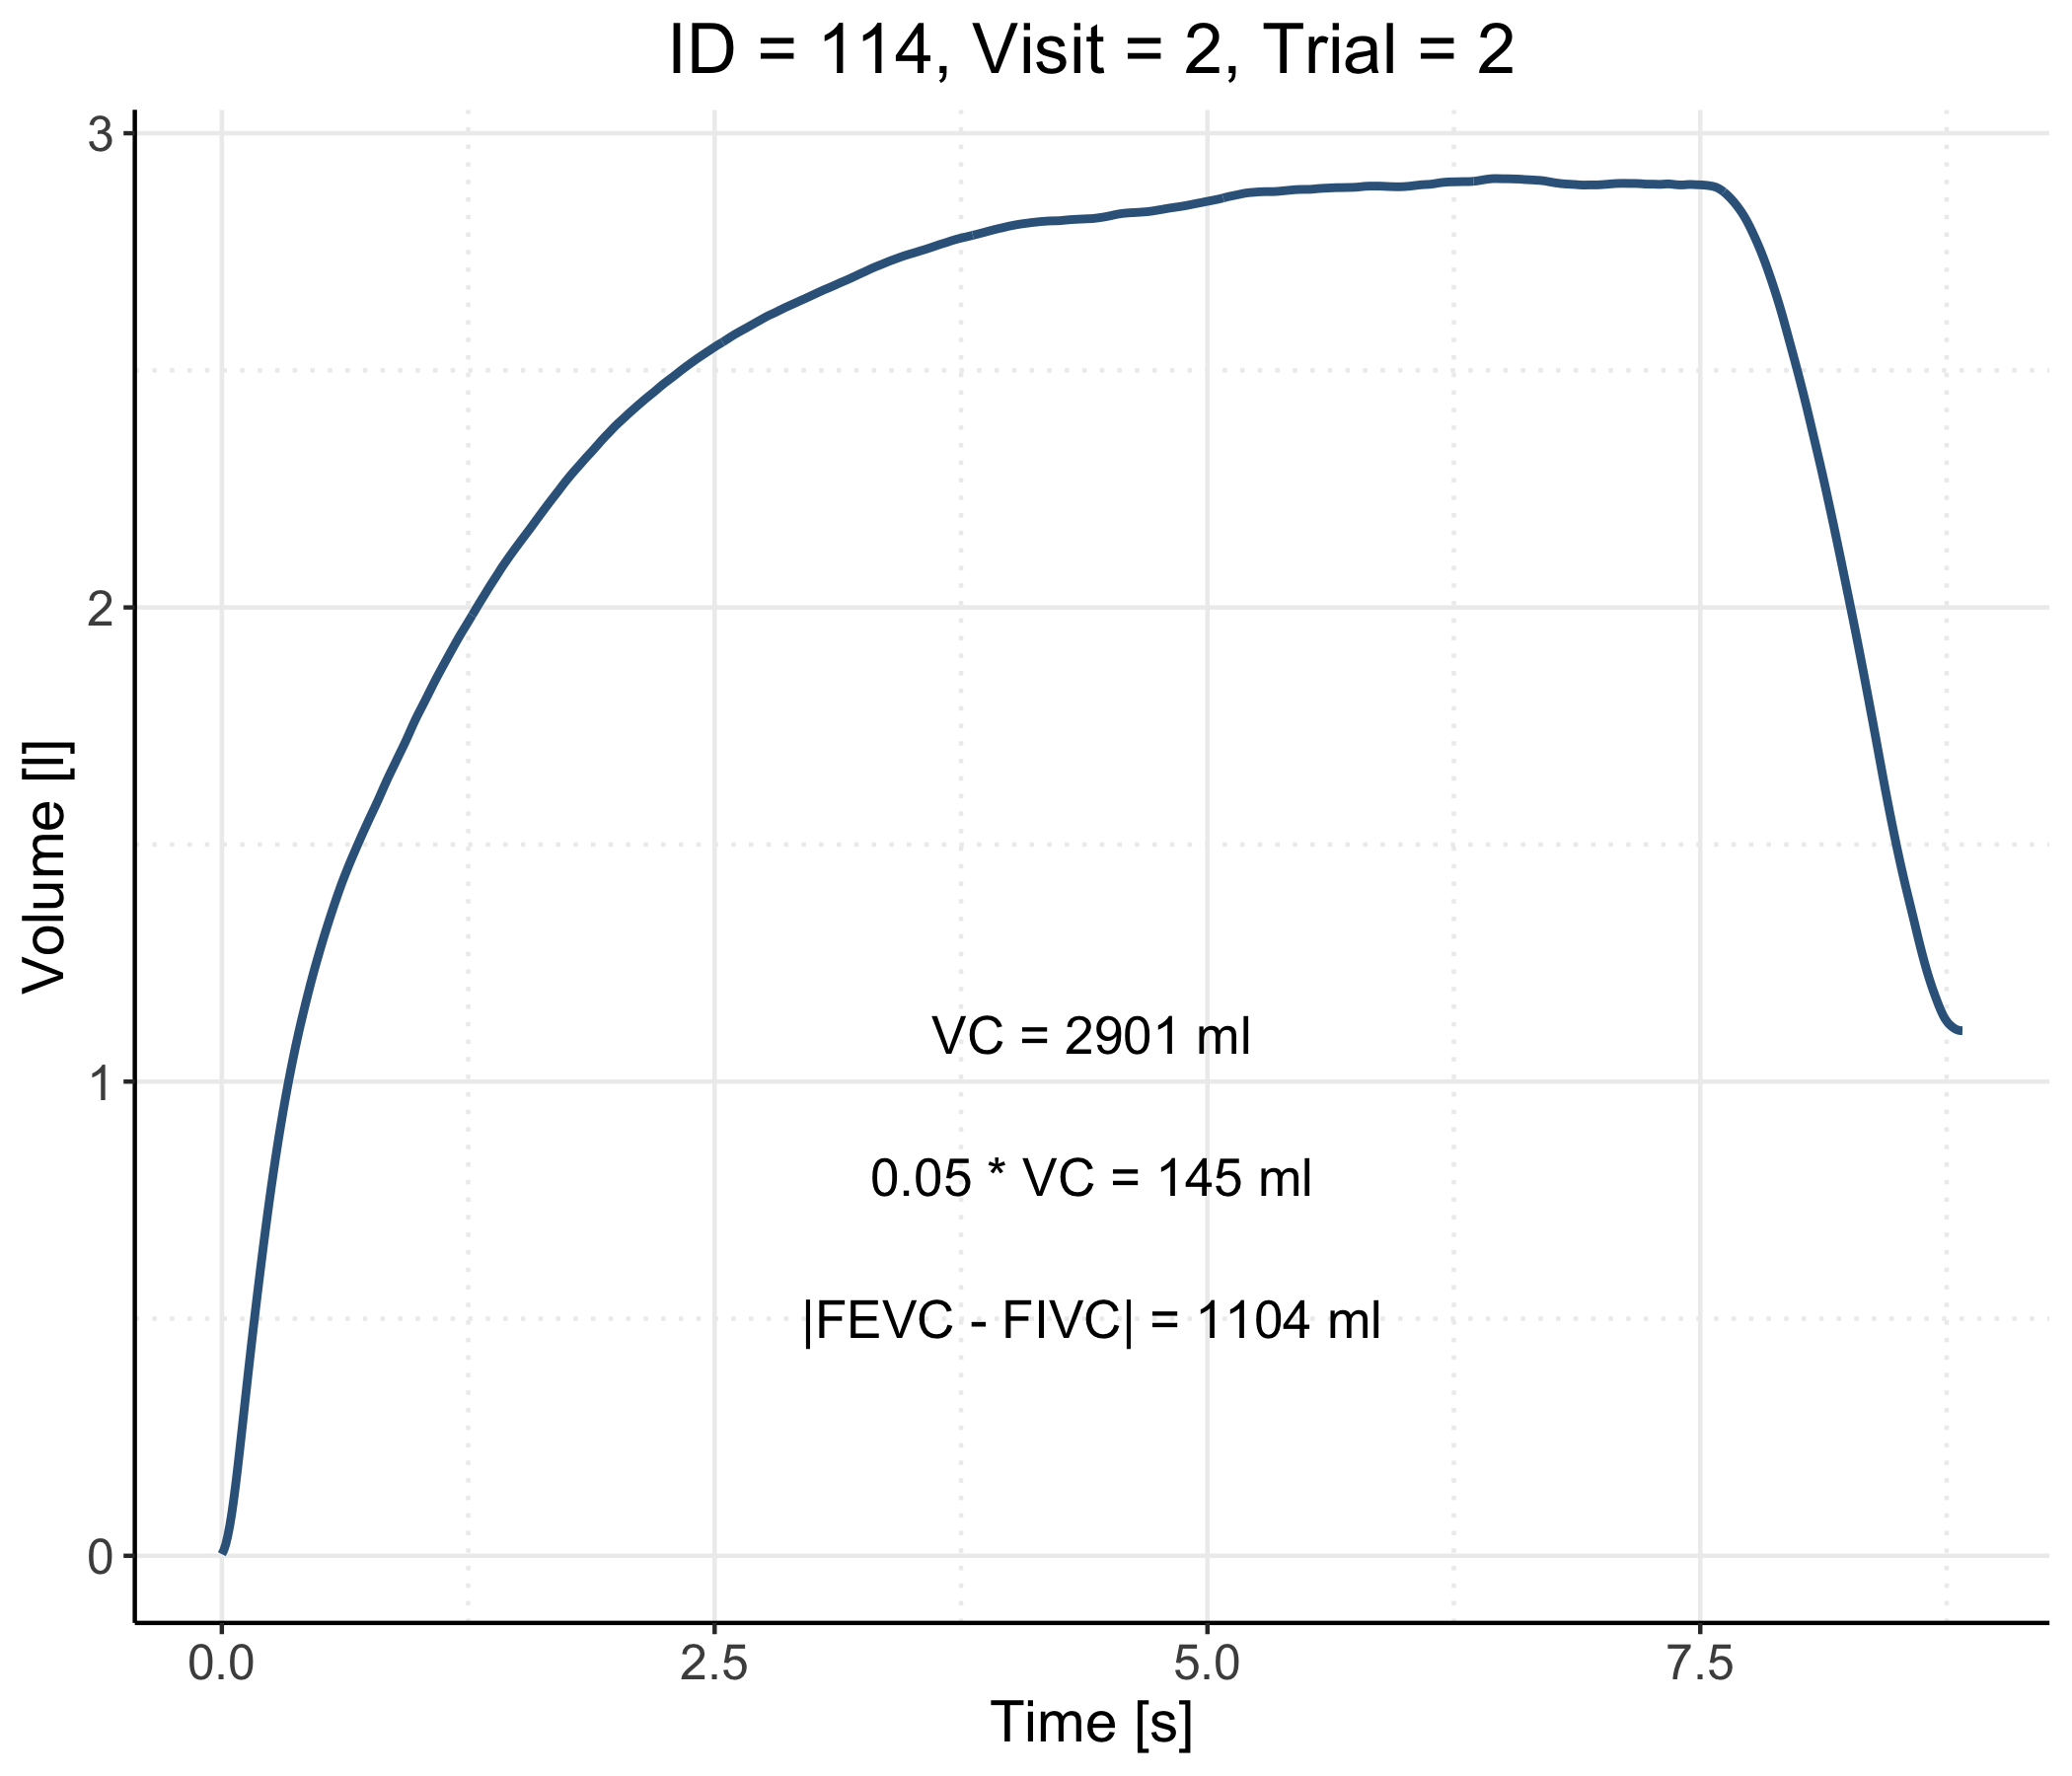 ID = 114, Visit = 2, Trial = 2
3
2
1
0
Volume [l]
VC = 2901 ml
0.05 * VC = 145 ml
|FEVC - FIVC| = 1104 ml
0.0 2.5 5.0 7.5
Time [s]